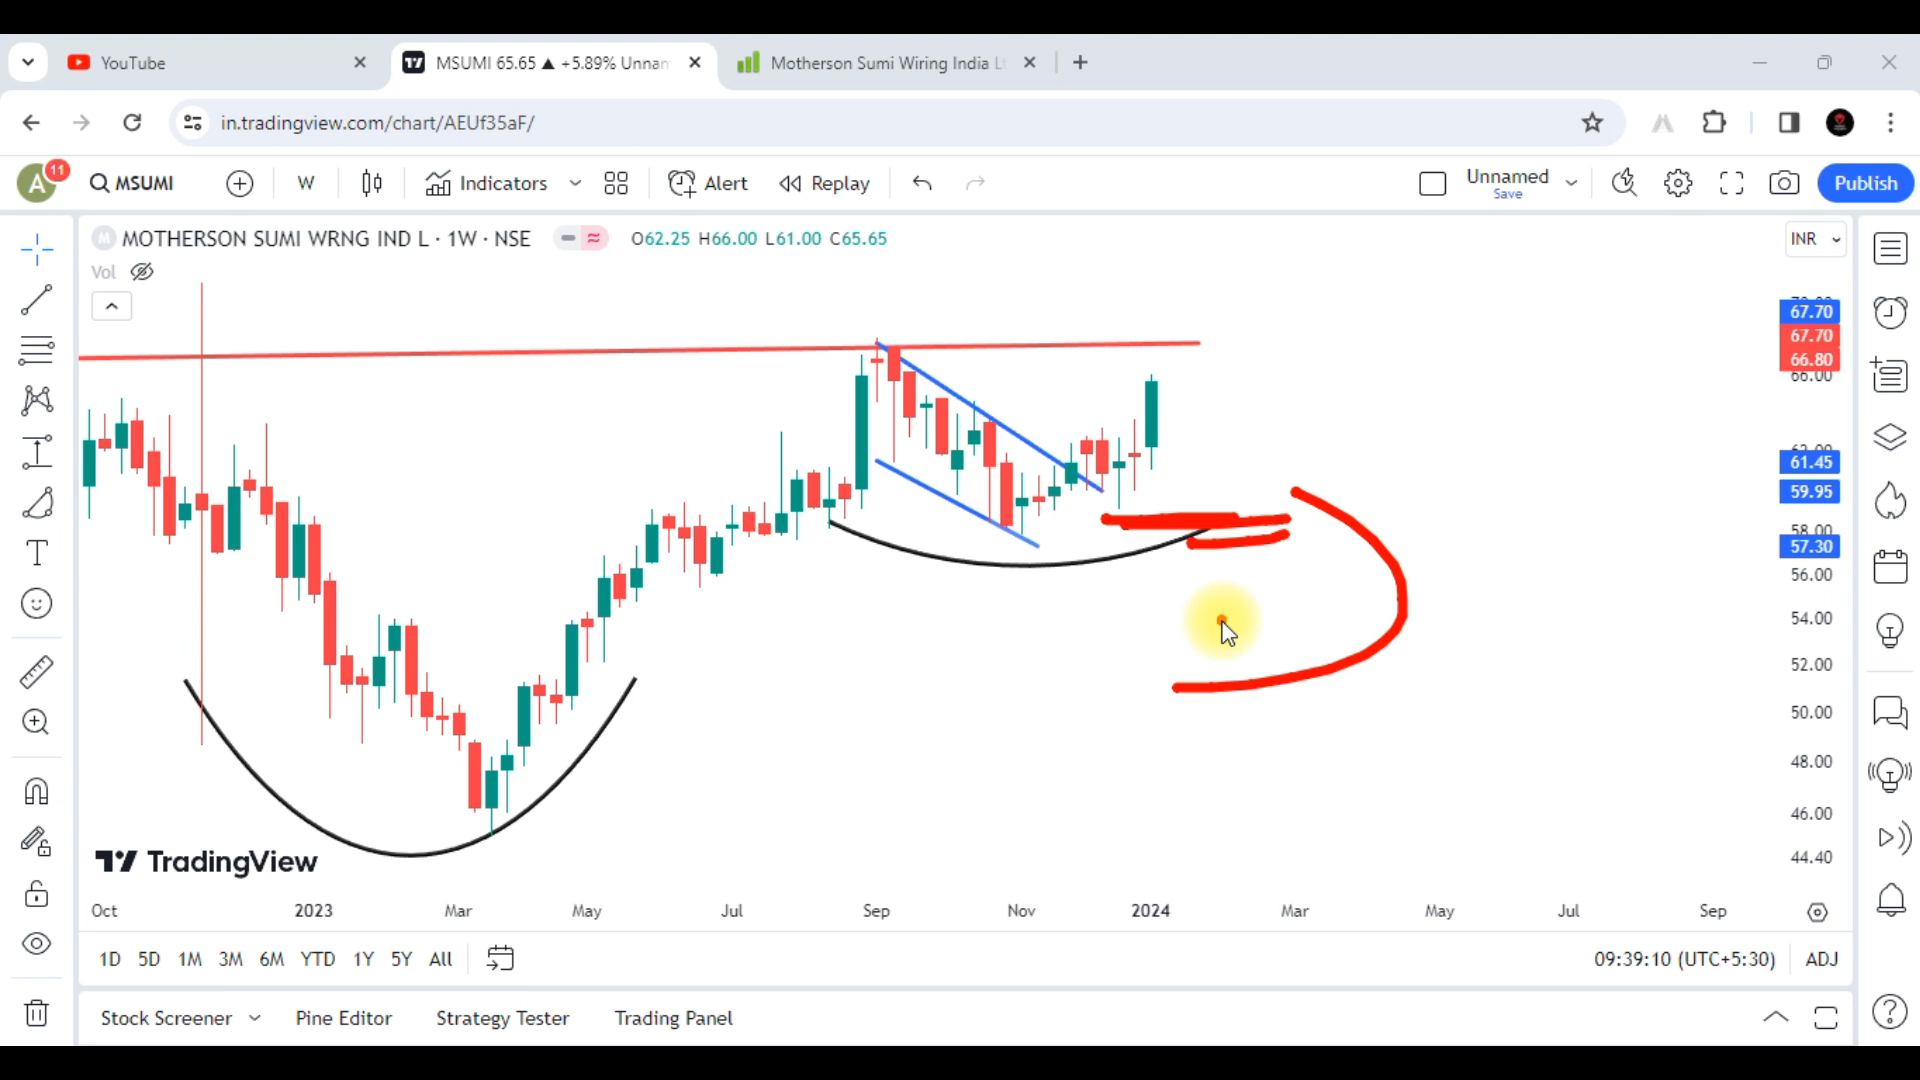 YouTube
MSUMI 65.65 ▲ +5.89% Unnam
Motherson Sumi Wiring India L
in.tradingview.com/chart/AEUf35aF/
A 11 MSUMI W Indicators Alert Replay Unnamed Save Publish
M MOTHERSON SUMI WRNG IND L · 1W · NSE O62.25 H66.00 L61.00 C65.65 INR
Vol
67.70
67.70
66.80
66.00
61.45
59.95
58.00
57.30
56.00
54.00
52.00
50.00
48.00
46.00
44.40
TradingView
Oct 2023 Mar May Jul Sep Nov 2024 Mar May Jul Sep
1D 5D 1M 3M 6M YTD 1Y 5Y All 09:39:10 (UTC+5:30) ADJ
Stock Screener Pine Editor Strategy Tester Trading Panel